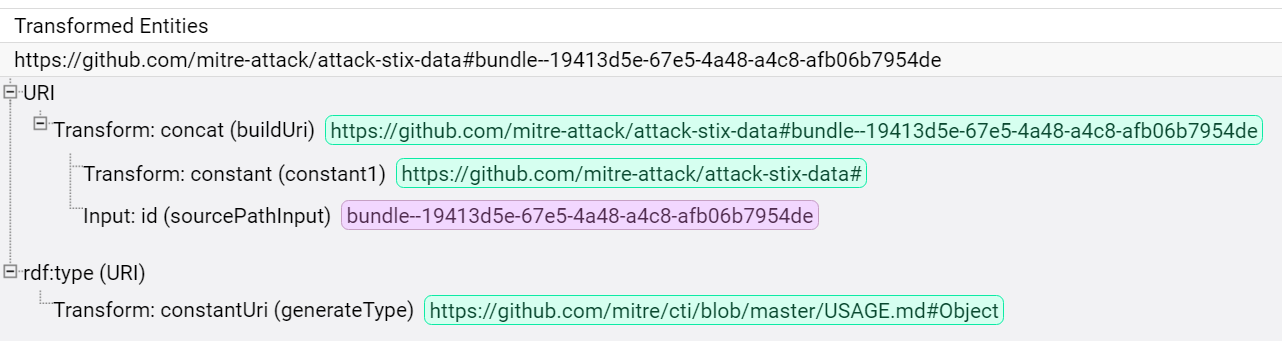 Transformed Entities
https://github.com/mitre-attack/attack-stix-data#bundle--19413d5e-67e5-4a48-a4c8-afb06b7954de
URI
Transform: concat (buildUri) https://github.com/mitre-attack/attack-stix-data#bundle--19413d5e-67e5-4a48-a4c8-afb06b7954de
Transform: constant (constant1) https://github.com/mitre-attack/attack-stix-data#
Input: id (sourcePathInput) bundle--19413d5e-67e5-4a48-a4c8-afb06b7954de
rdf:type (URI)
Transform: constantUri (generateType) https://github.com/mitre/cti/blob/master/USAGE.md#Object